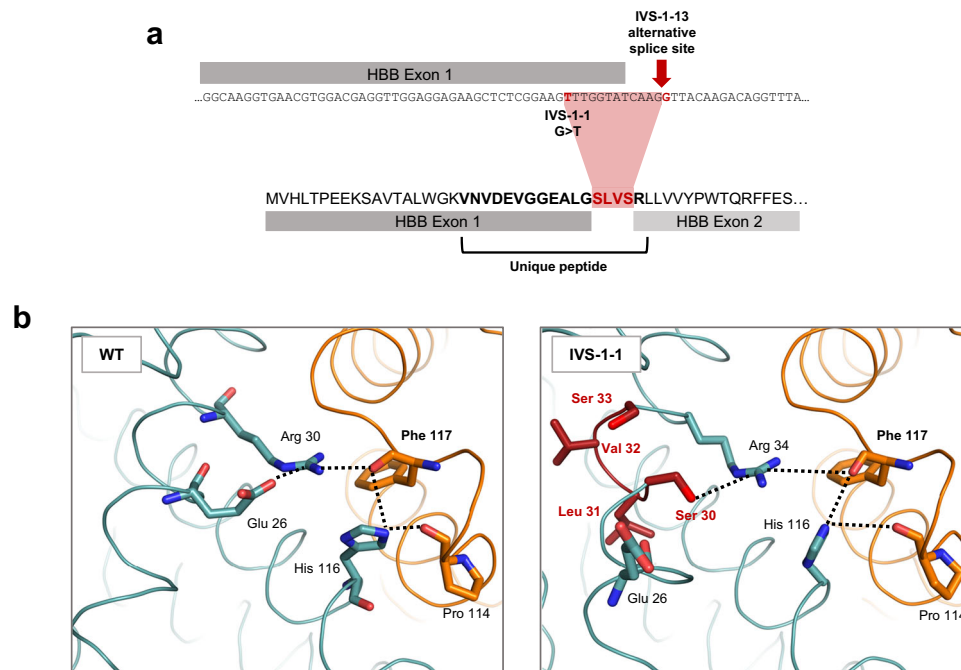 a
IVS-1-13
alternative
splice site
HBB Exon 1
...GGCAAGGTGAACGTGGACGAGGTTGGAGGAGAAGCTCTCGGAAGTTTGGTATCAAGGTTACAAGACAGGTTTA...
IVS-1-1
G>T
MVHLTPEEKSAVTALWGKVNVDEVGGEALGSLVSRLLVVYPWTQRFFES...
HBB Exon 1
HBB Exon 2
Unique peptide
b
WT
Arg 30
Phe 117
Glu 26
His 116
Pro 114
IVS-1-1
Ser 33
Val 32
Arg 34
Phe 117
Leu 31
Ser 30
His 116
Glu 26
Pro 114